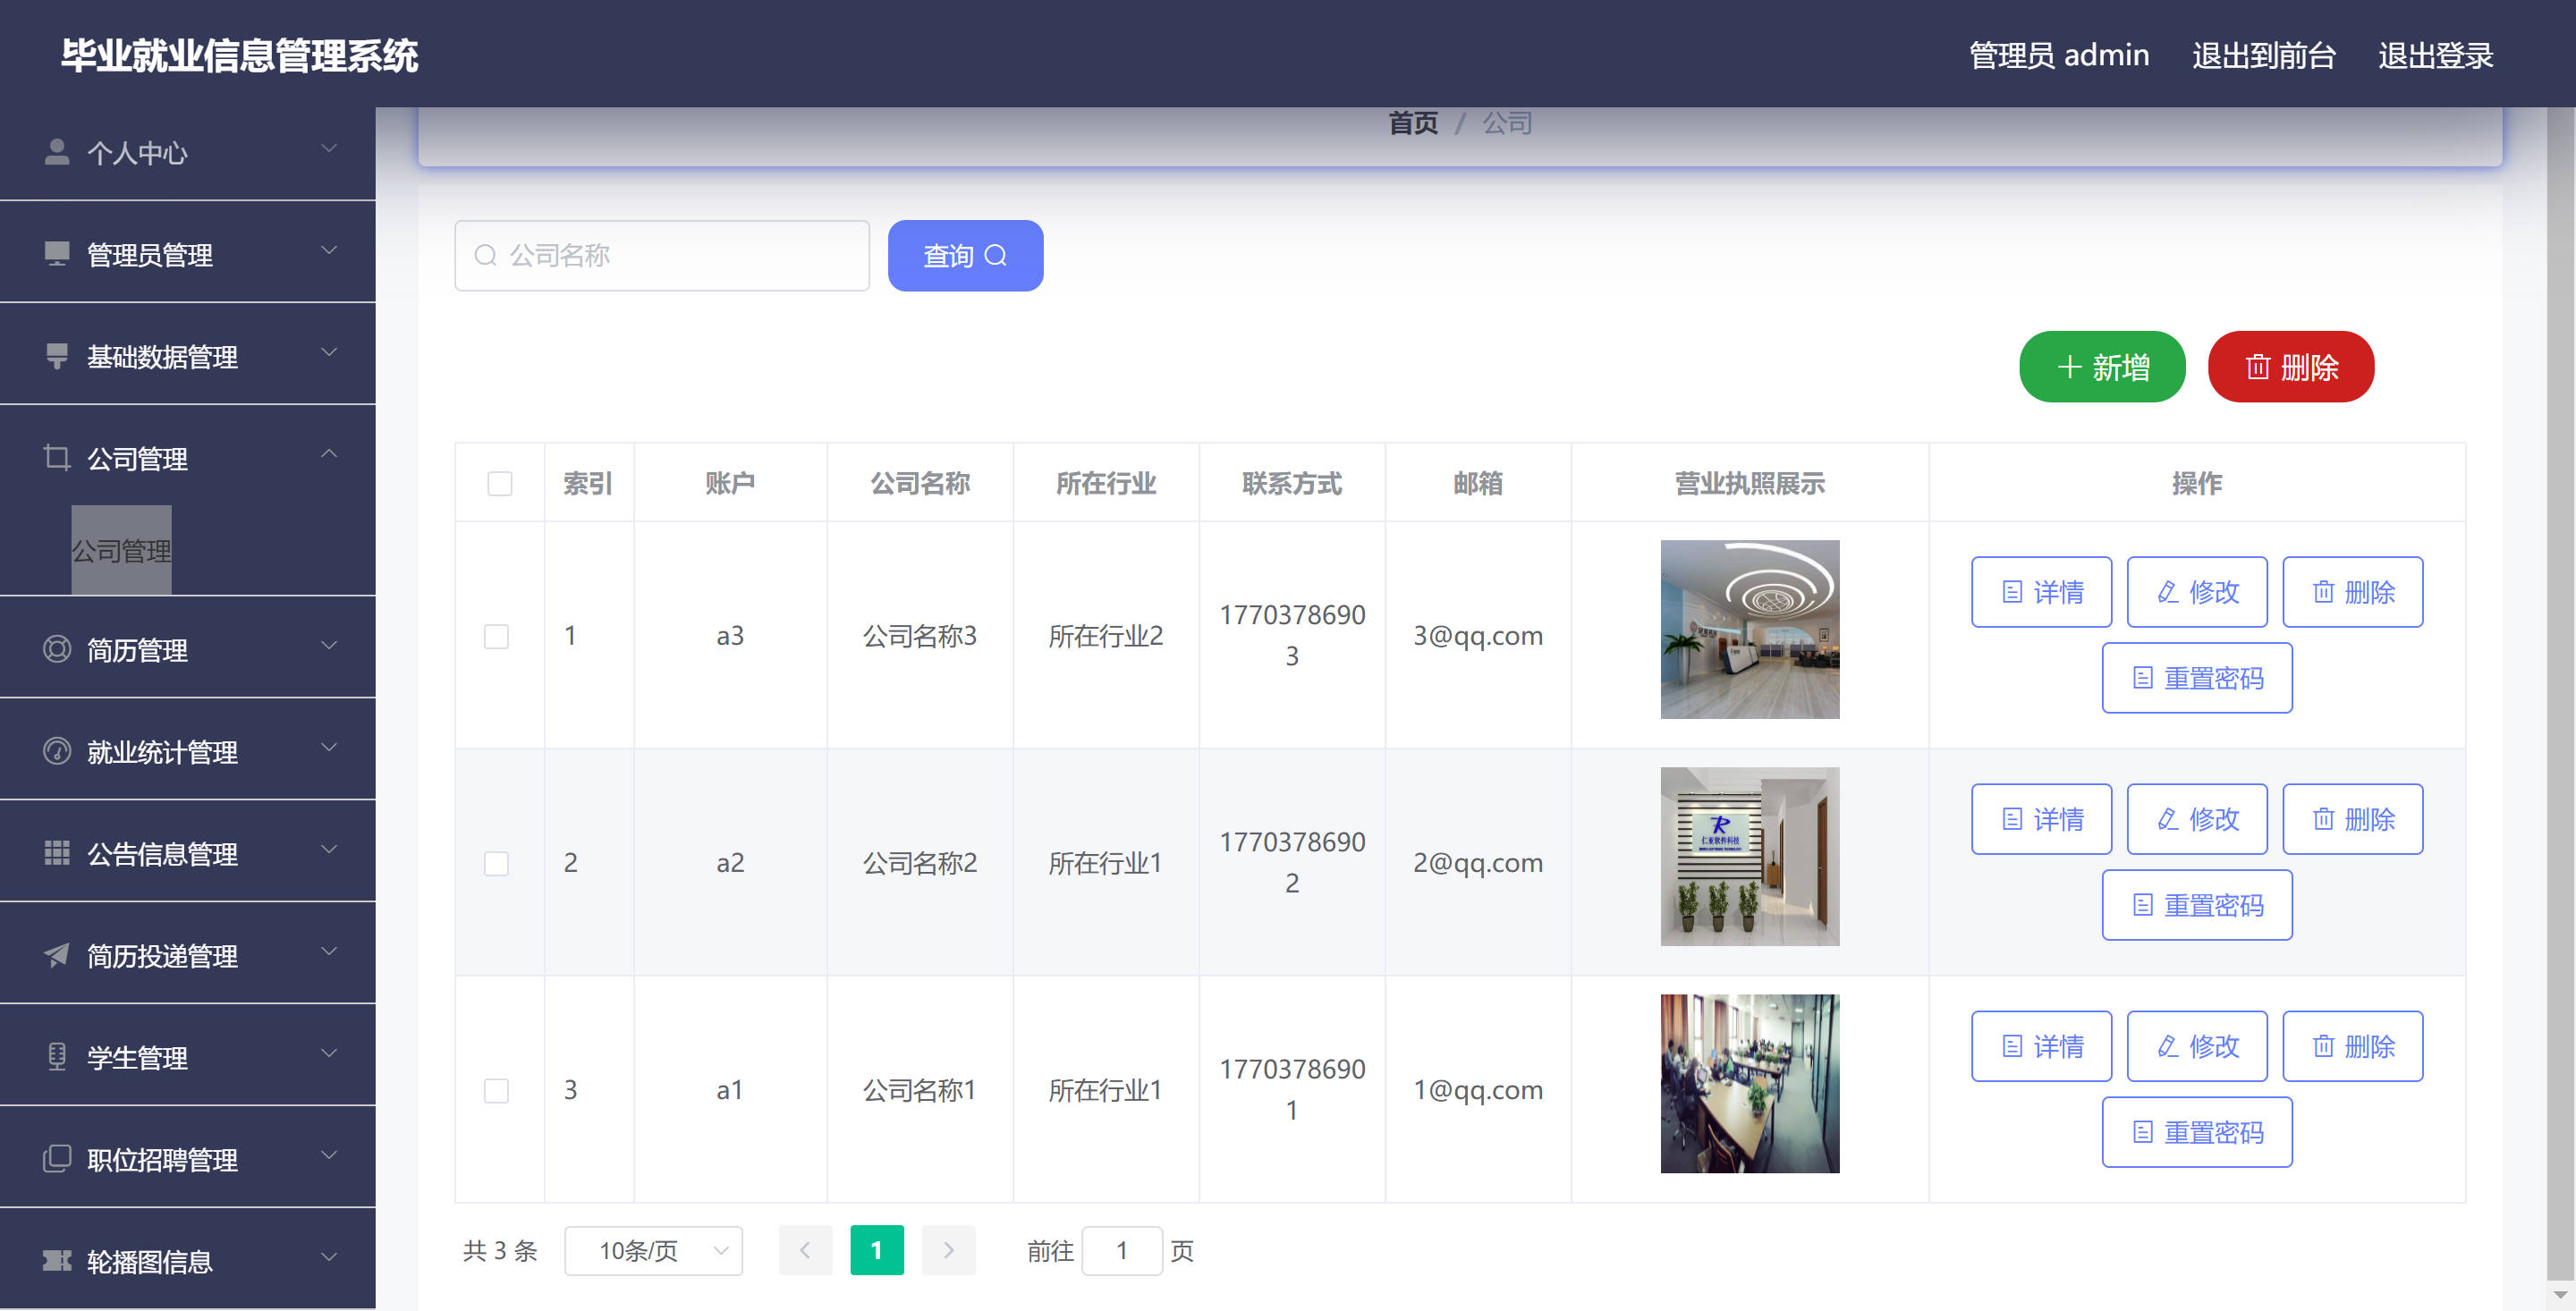 毕业就业信息管理系统
管理员 admin 退出到前台 退出登录
首页 / 公司
个人中心
管理员管理
基础数据管理
公司管理
公司管理
简历管理
就业统计管理
公告信息管理
简历投递管理
学生管理
职位招聘管理
轮播图信息
公司名称 查询
新增 删除
索引 账户 公司名称 所在行业 联系方式 邮箱 营业执照展示 操作
1 a3 公司名称3 所在行业2 17703786903 3@qq.com 详情 修改 删除
重置密码
2 a2 公司名称2 所在行业1 17703786902 2@qq.com 仁亚软件科技 详情 修改 删除
重置密码
3 a1 公司名称1 所在行业1 17703786901 1@qq.com 详情 修改 删除
重置密码
共 3 条 10条/页 1 前往 1 页